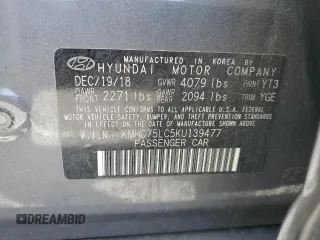 MANUFACTURED BY
MADE IN KOREA
HYUNDAI MOTOR COMPANY
DEC/19/18 GVWR 4079 lbs PAINT YT3
GAWR FRONT 2271 lbs GAWR REAR 2094 lbs TRIM YGE
THIS VEHICLE CONFORMS TO ALL APPLICABLE
FEDERAL MOTOR VEHICLE SAFETY, BUMPER,
AND THEFT PREVENTION STANDARDS IN EFFECT ON
THE DATE OF MANUFACTURE SHOWN ABOVE.
V.I.N. KMHC75LC5KU139477
PASSENGER CAR
DREAMBID